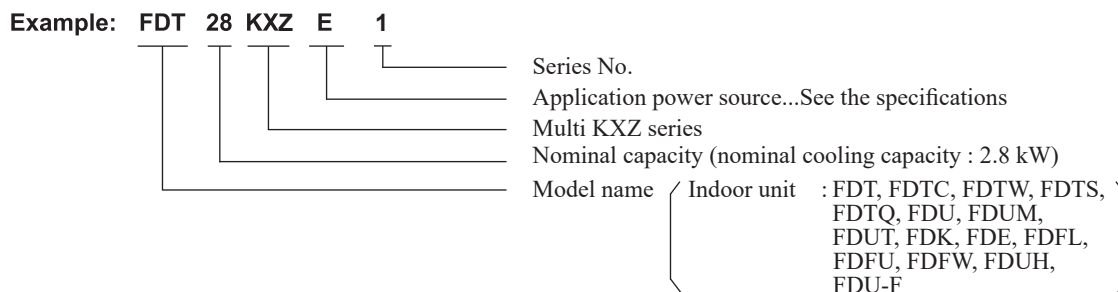 Example: FDT 28 KXZ E 1
Series No.
Application power source...See the specifications
Multi KXZ series
Nominal capacity (nominal cooling capacity : 2.8 kW)
Model name Indoor unit : FDT, FDTC, FDTW, FDTS,
FDTQ, FDU, FDUM,
FDUT, FDK, FDE, FDFL,
FDFU, FDFW, FDUH,
FDU-F